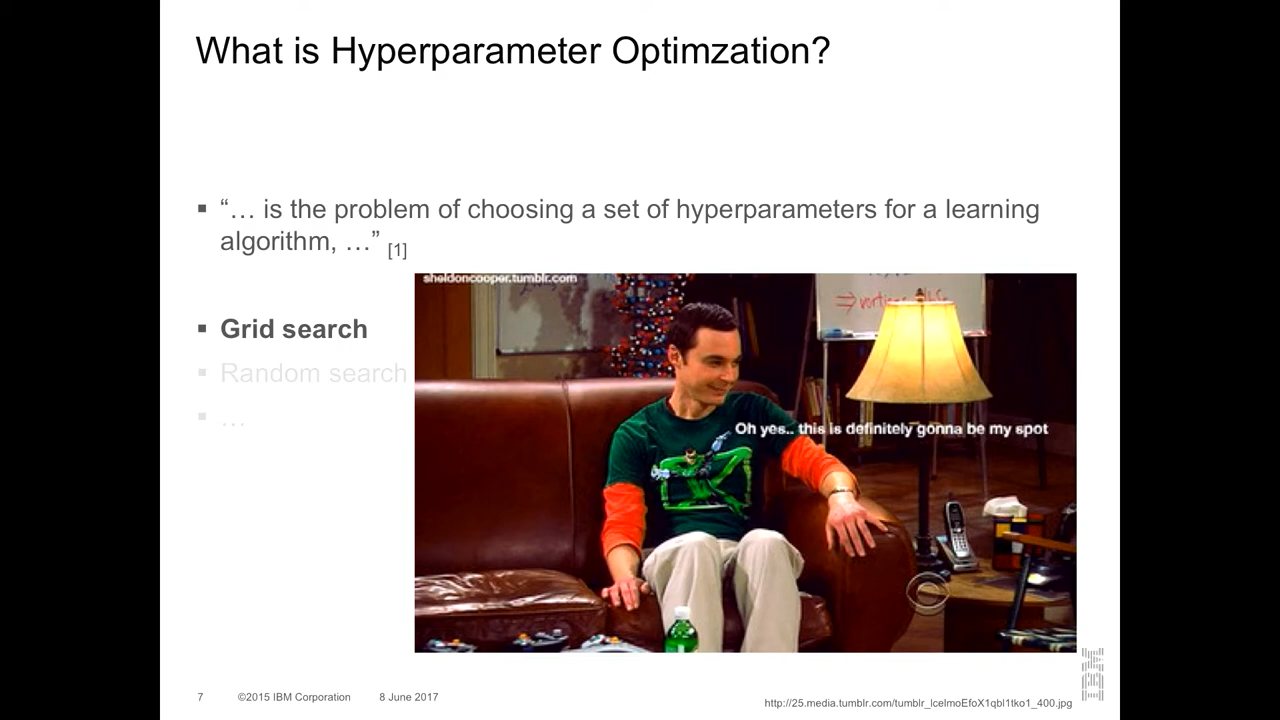 What is Hyperparameter Optimzation?
“… is the problem of choosing a set of hyperparameters for a learning
algorithm, …” [1]
sheldoncooper.tumblr.com
Grid search
Random search
…
Oh yes.. this is definitely gonna be my spot
IBM
7 ©2015 IBM Corporation 8 June 2017
http://25.media.tumblr.com/tumblr_lcelmoEfoX1qbl1tko1_400.jpg